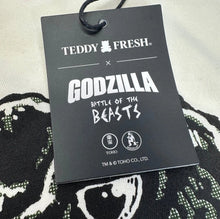 TEDDY FRESH®
×
GODZILLA
BATTLE OF THE
BEASTS
TOHO
TM & © TOHO CO., LTD.